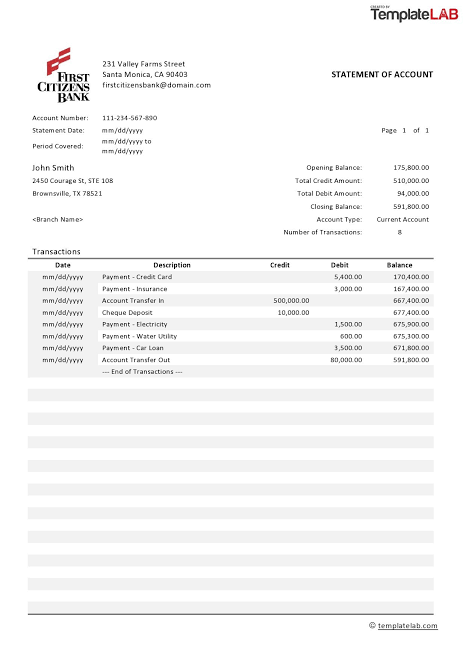 CREATED BY
TemplateLAB
FIRST
CITIZENS
BANK
231 Valley Farms Street
Santa Monica, CA 90403
firstcitizensbank@domain.com
STATEMENT OF ACCOUNT
Account Number: 111-234-567-890
Statement Date: mm/dd/yyyy Page 1 of 1
Period Covered: mm/dd/yyyy to
mm/dd/yyyy
John Smith Opening Balance: 175,800.00
2450 Courage St, STE 108 Total Credit Amount: 510,000.00
Brownsville, TX 78521 Total Debit Amount: 94,000.00
Closing Balance: 591,800.00
<Branch Name> Account Type: Current Account
Number of Transactions: 8
Transactions
Date Description Credit Debit Balance
mm/dd/yyyy Payment - Credit Card 5,400.00 170,400.00
mm/dd/yyyy Payment - Insurance 3,000.00 167,400.00
mm/dd/yyyy Account Transfer In 500,000.00 667,400.00
mm/dd/yyyy Cheque Deposit 10,000.00 677,400.00
mm/dd/yyyy Payment - Electricity 1,500.00 675,900.00
mm/dd/yyyy Payment - Water Utility 600.00 675,300.00
mm/dd/yyyy Payment - Car Loan 3,500.00 671,800.00
mm/dd/yyyy Account Transfer Out 80,000.00 591,800.00
--- End of Transactions ---
© templatelab.com